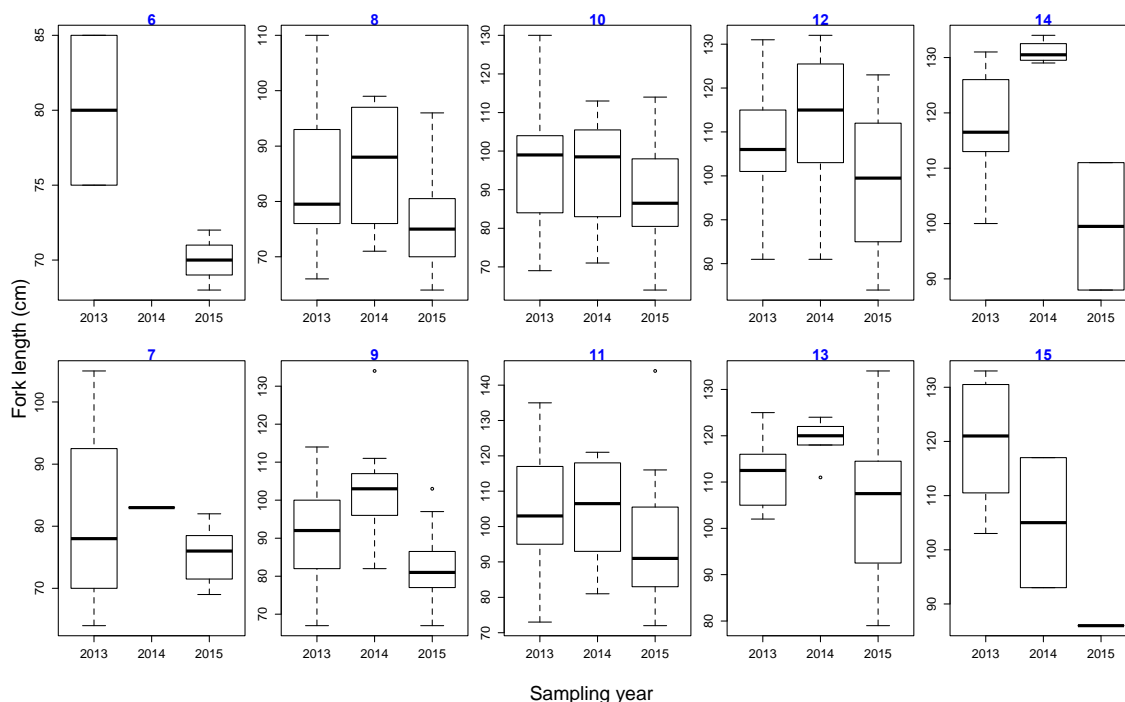 6 8 10 12 14
85 110 130 130 130
80 100 120 120 120
75 90 110 110 110
70 80 100 100 100
70 90 90 90
80 80
70
2013 2014 2015 2013 2014 2015 2013 2014 2015 2013 2014 2015 2013 2014 2015
Fork length (cm)
7 9 11 13 15
100 130 140 130 130
90 120 130 120 120
80 110 120 110 110
70 100 110 100 100
90 100 90 90
80 90 80
70 80
70
2013 2014 2015 2013 2014 2015 2013 2014 2015 2013 2014 2015 2013 2014 2015
Sampling year